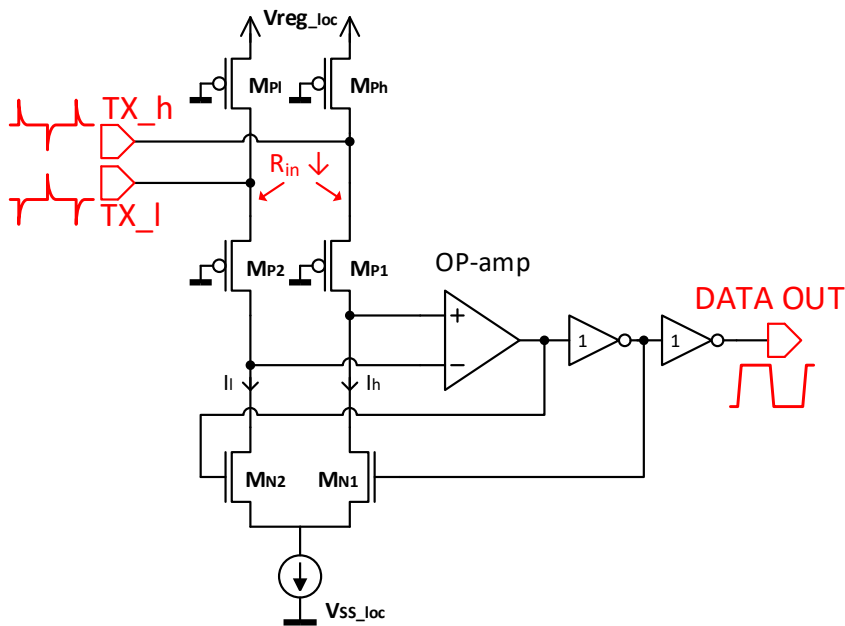 Vreg_loc
MPl
MPh
TX_h
Rin ↓
TX_l
MP2
MP1
OP-amp
+
−
1
1
DATA OUT
Il
Ih
MN2
MN1
VSS_loc